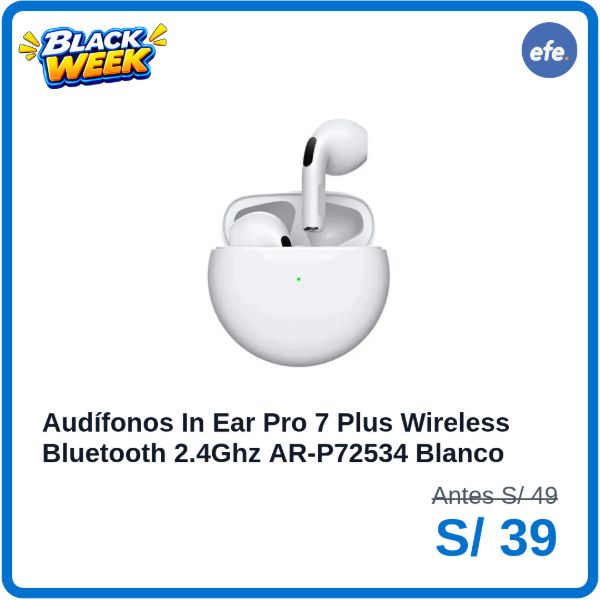 BLACK
WEEK
efe.
Audífonos In Ear Pro 7 Plus Wireless
Bluetooth 2.4Ghz AR-P72534 Blanco
Antes S/ 49
S/ 39